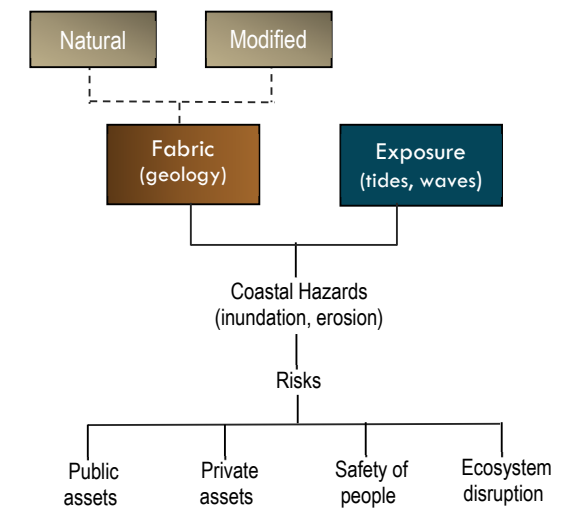 Natural
Modified
Fabric
(geology)
Exposure
(tides, waves)
Coastal Hazards
(inundation, erosion)
Risks
Public
assets
Private
assets
Safety of
people
Ecosystem
disruption